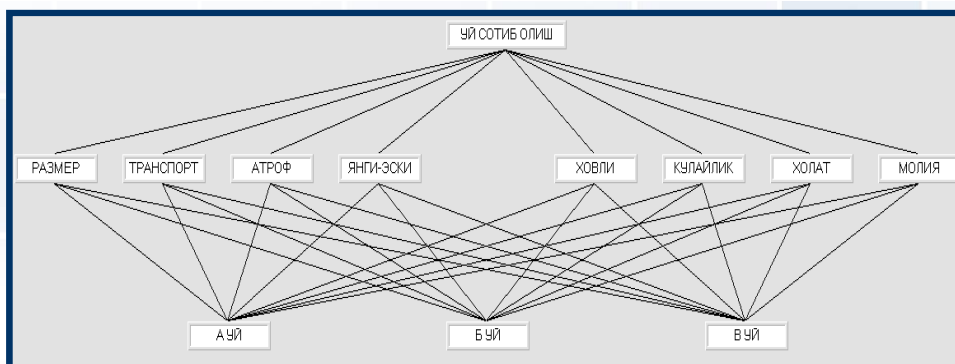 УЙ СОТИБ ОЛИШ
РАЗМЕР ТРАНСПОРТ АТРОФ ЯНГИ-ЭСКИ ХОВЛИ КУЛАЙЛИК ХОЛАТ МОЛИЯ
А УЙ Б УЙ В УЙ